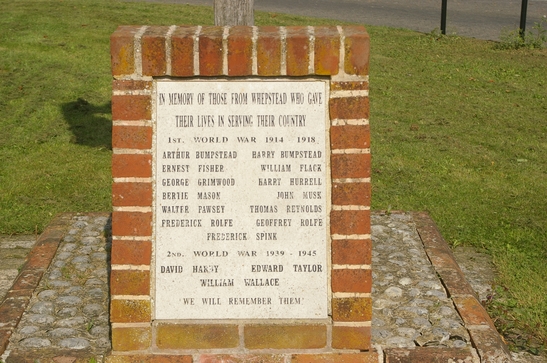 IN MEMORY OF THOSE FROM WHEPSTEAD WHO GAVE
THEIR LIVES IN SERVING THEIR COUNTRY
1ST. WORLD WAR 1914 1918
ARTHUR BUMPSTEAD HARRY BUMPSTEAD
ERNEST FISHER WILLIAM FLACK
GEORGE GRIMWOOD HARRY HURRELL
BERTIE MASON JOHN MUSK
WALTER PAWSEY THOMAS REYNOLDS
FREDERICK ROLFE GEOFFREY ROLFE
FREDERICK SPINK
2ND. WORLD WAR 1939 - 1945
DAVID EDWARD TAYLOR
WILLIAM WALLACE
'WE WILL REMEMBER THEM'